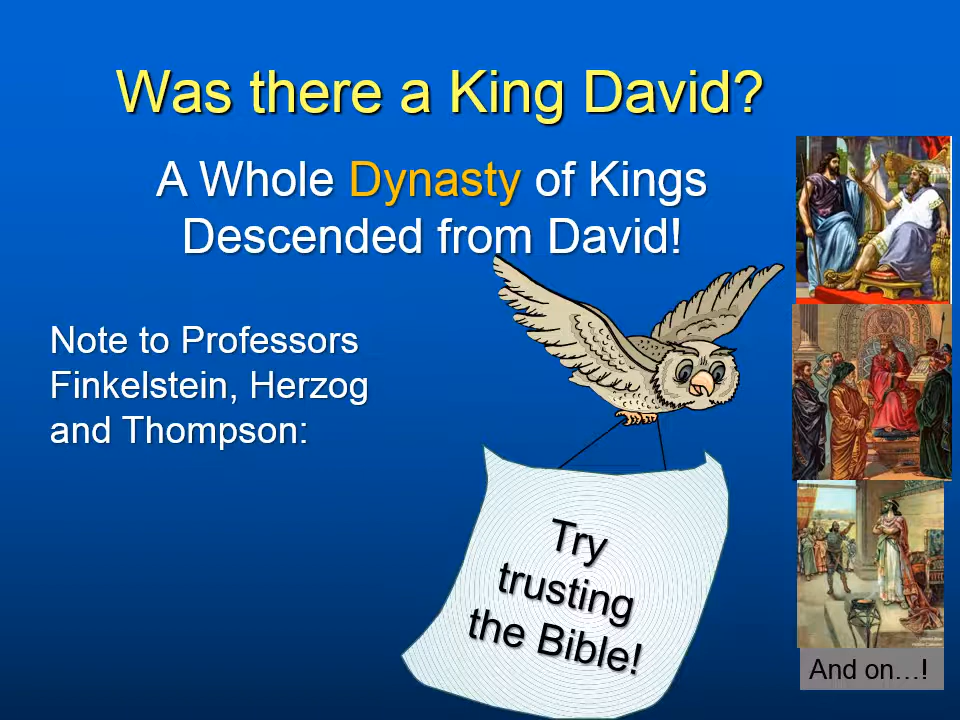 Was there a King David?
A Whole Dynasty of Kings
Descended from David!
Note to Professors
Finkelstein, Herzog
and Thompson:
Try
trusting
the Bible!
And on…!